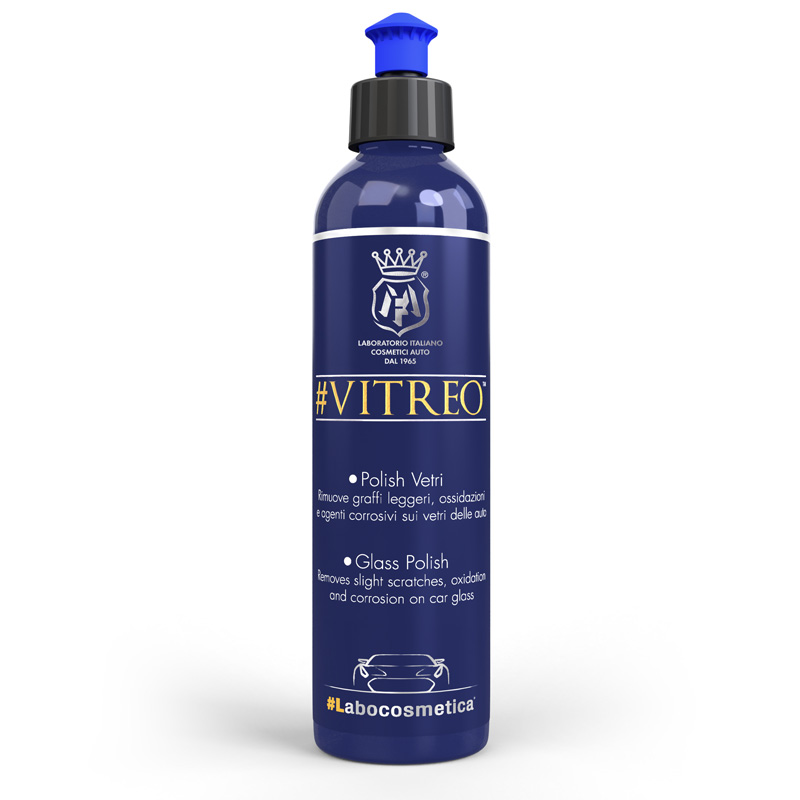 ®
LABORATORIO ITALIANO
COSMETICI AUTO
DAL 1965
#VITREO™
• Polish Vetri
Rimuove graffi leggeri, ossidazioni
e agenti corrosivi sui vetri delle auto
• Glass Polish
Removes slight scratches, oxidation
and corrosion on car glass
#Labocosmetica®